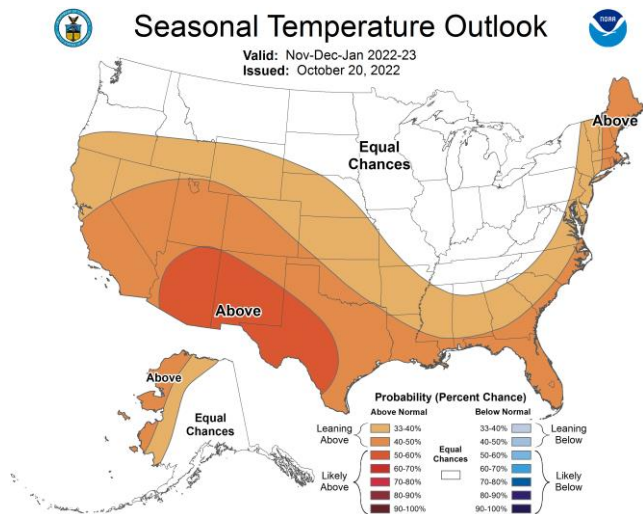 Seasonal Temperature Outlook
Valid: Nov-Dec-Jan 2022-23
Issued: October 20, 2022
NOAA
Equal
Chances
Above
Above
Above
Equal
Chances
Probability (Percent Chance)
Above Normal
Below Normal
Leaning
Above
33-40%
40-50%
Likely
Above
50-60%
60-70%
70-80%
80-90%
90-100%
Equal
Chances
33-40%
40-50%
Leaning
Below
50-60%
60-70%
70-80%
80-90%
90-100%
Likely
Below